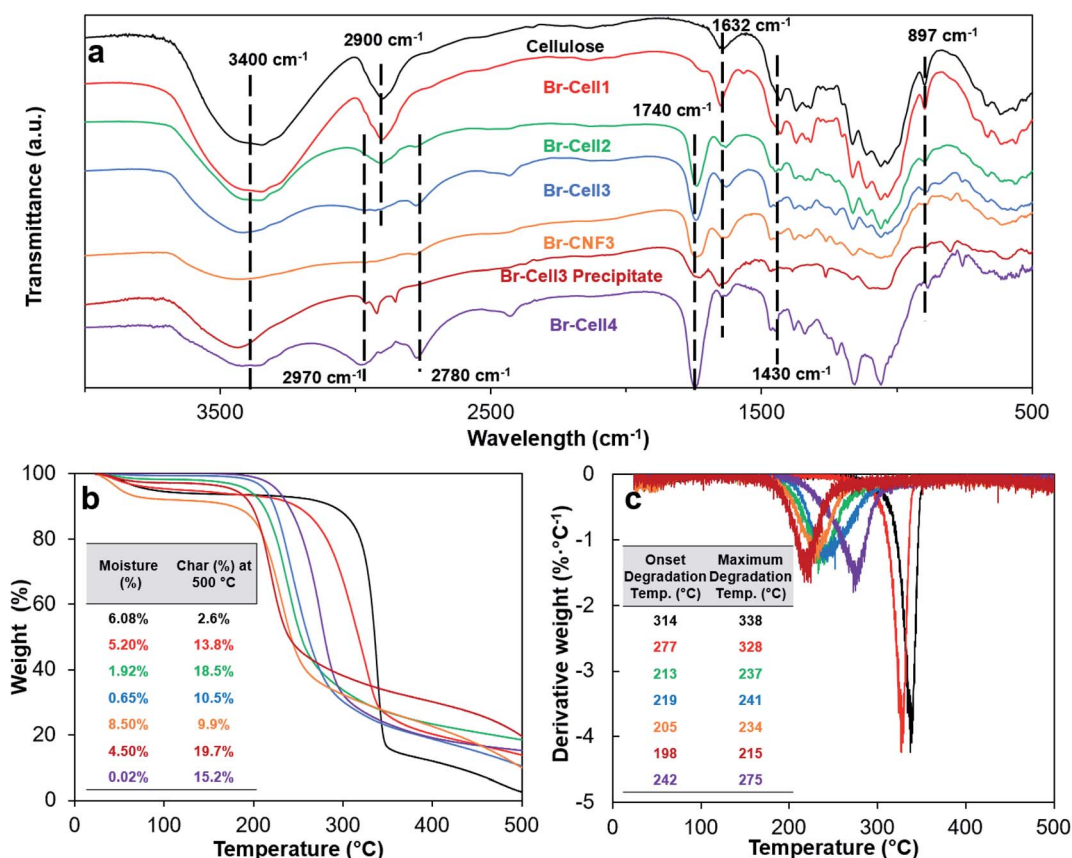 a
3400 cm⁻¹
2900 cm⁻¹
Cellulose
1632 cm⁻¹
897 cm⁻¹
Br-Cell1
1740 cm⁻¹
Br-Cell2
Br-Cell3
Br-CNF3
Br-Cell3 Precipitate
Br-Cell4
2970 cm⁻¹
2780 cm⁻¹
1430 cm⁻¹
Transmittance (a.u.)
3500
2500
1500
500
Wavelength (cm⁻¹)
b
100
80
60
40
20
0
Weight (%)
Moisture (%)
Char (%) at 500 °C
6.08% 2.6%
5.20% 13.8%
1.92% 18.5%
0.65% 10.5%
8.50% 9.9%
4.50% 19.7%
0.02% 15.2%
0 100 200 300 400 500
Temperature (°C)
c
0
-1
-2
-3
-4
-5
Derivative weight (%·°C⁻¹)
Onset Degradation Temp. (°C)
Maximum Degradation Temp. (°C)
314 338
277 328
213 237
219 241
205 234
198 215
242 275
0 100 200 300 400 500
Temperature (°C)